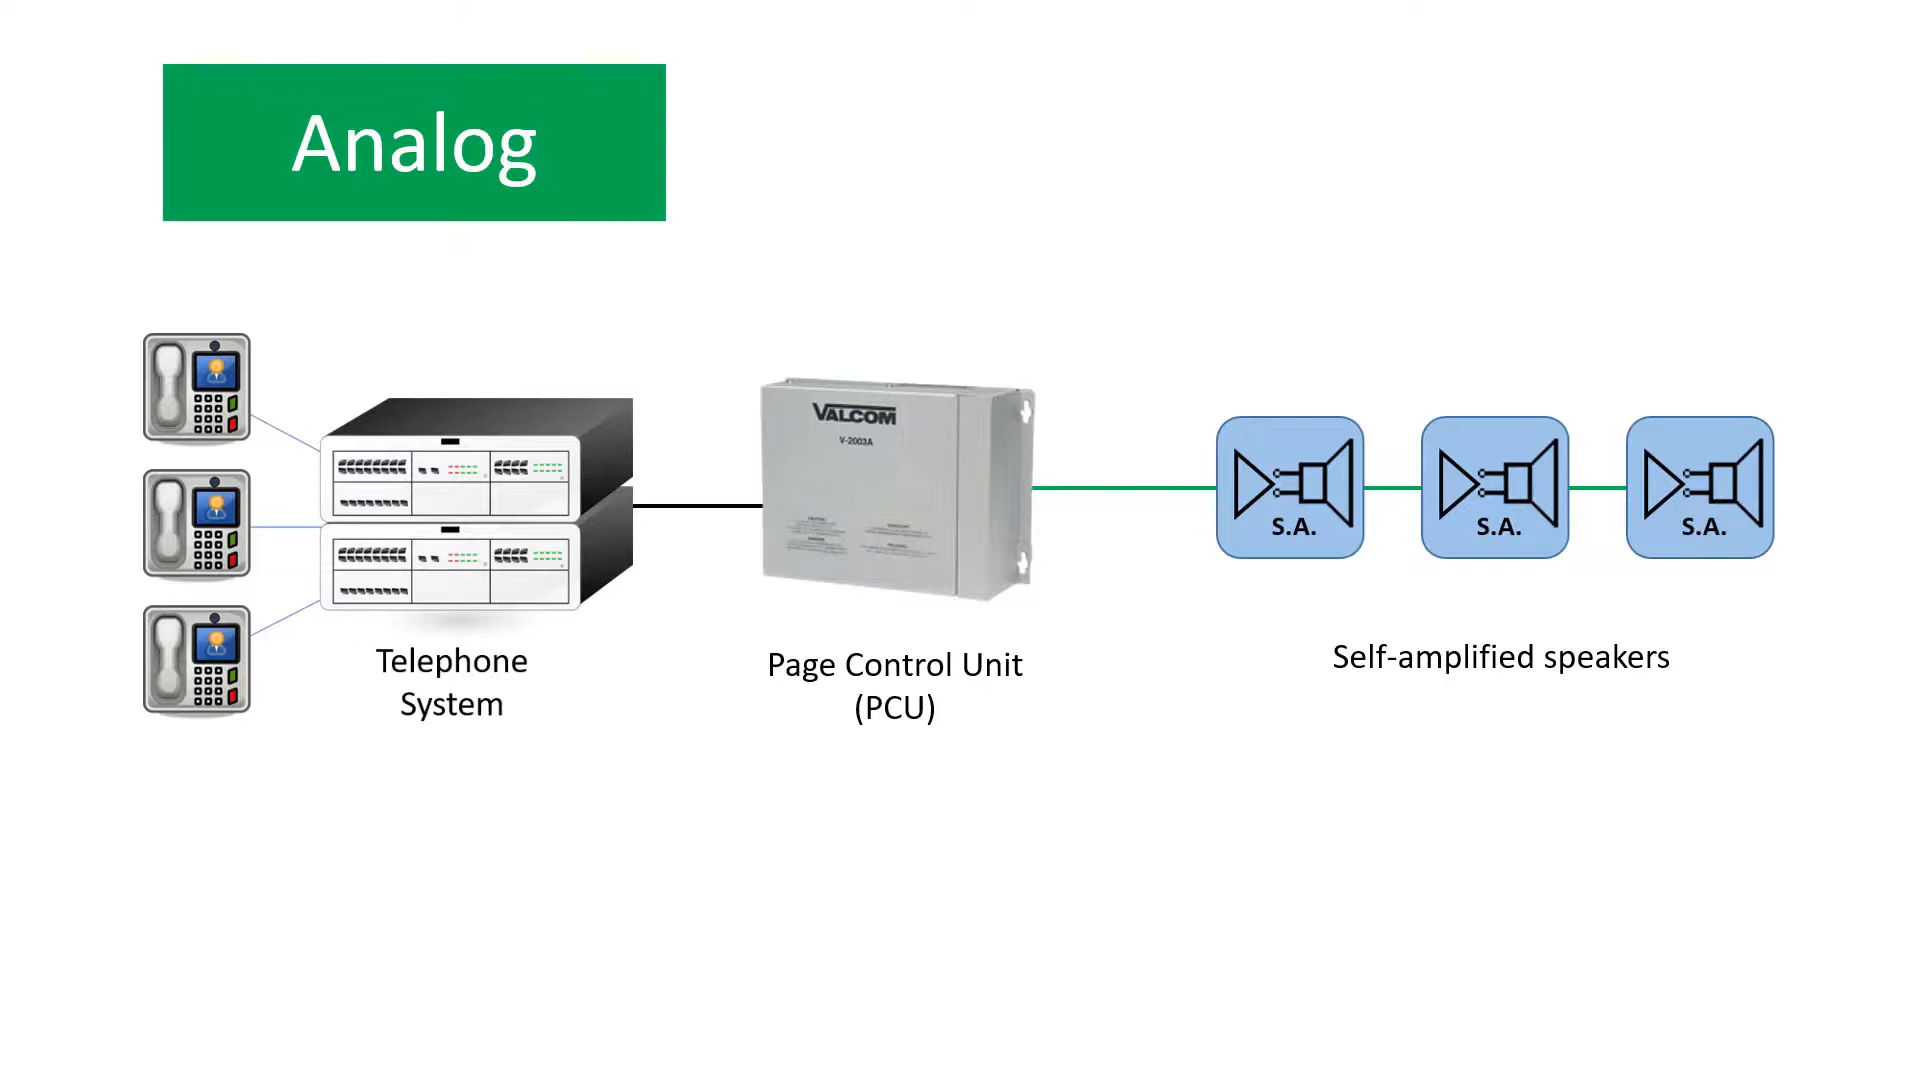 Analog
VALCOM
V-2003A
S.A.
S.A.
S.A.
Telephone
System
Page Control Unit
(PCU)
Self-amplified speakers